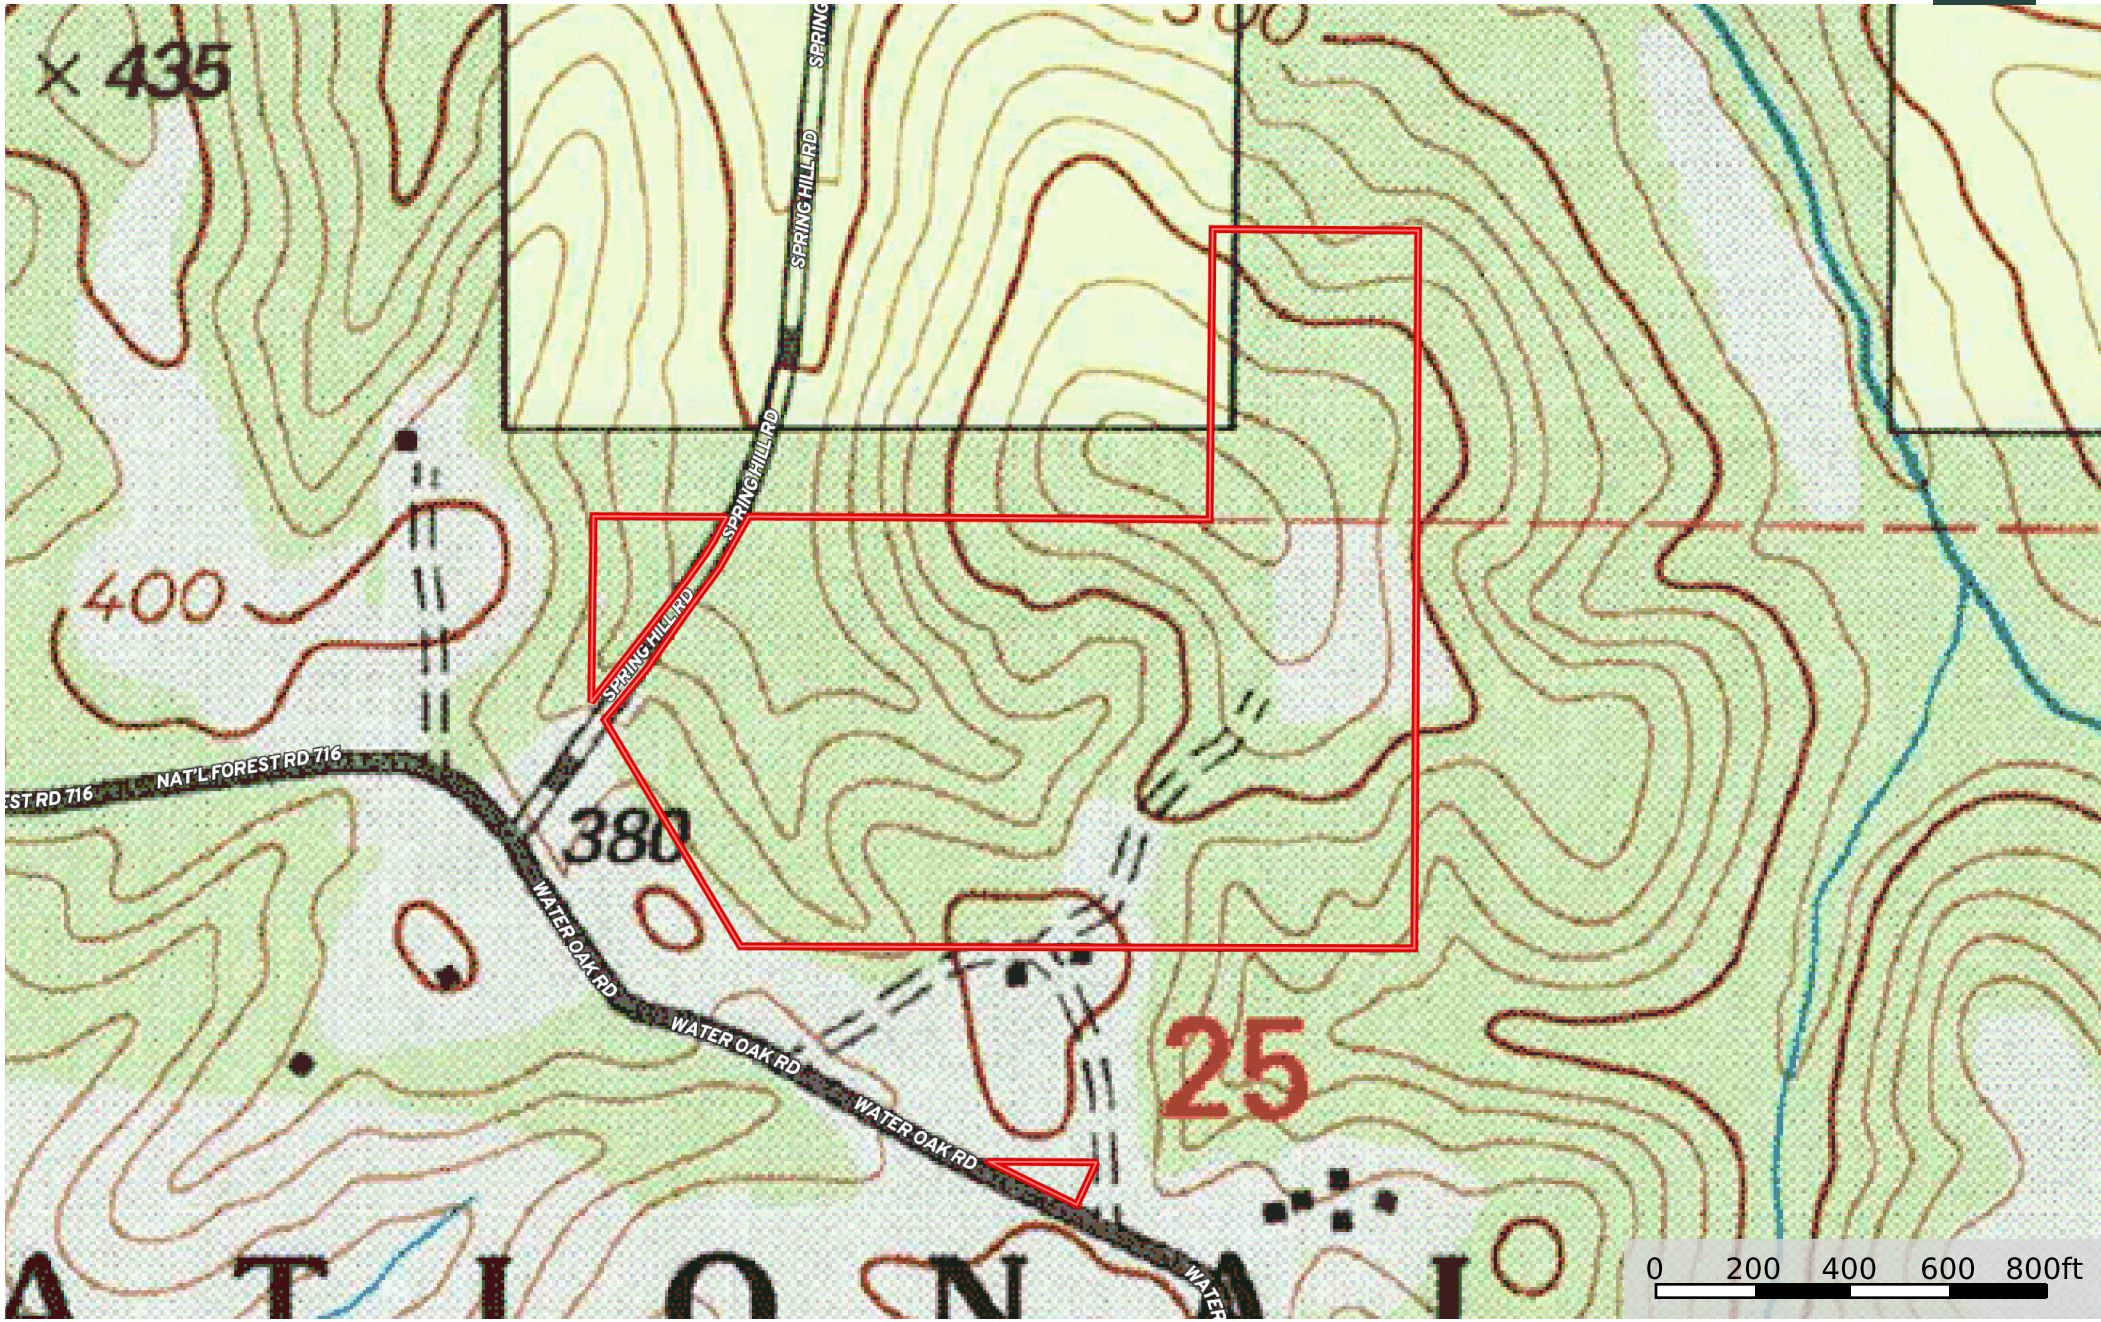 SPRING
300
× 435
SPRING HILL RD
SPRING HILL RD
SPRING HILL RD
400
NAT'L FOREST RD 716
EST RD 716
380
WATER OAK RD
WATER OAK RD
25
WATER OAK RD
0 200 400 600 800ft
WATER
A T I O N A L